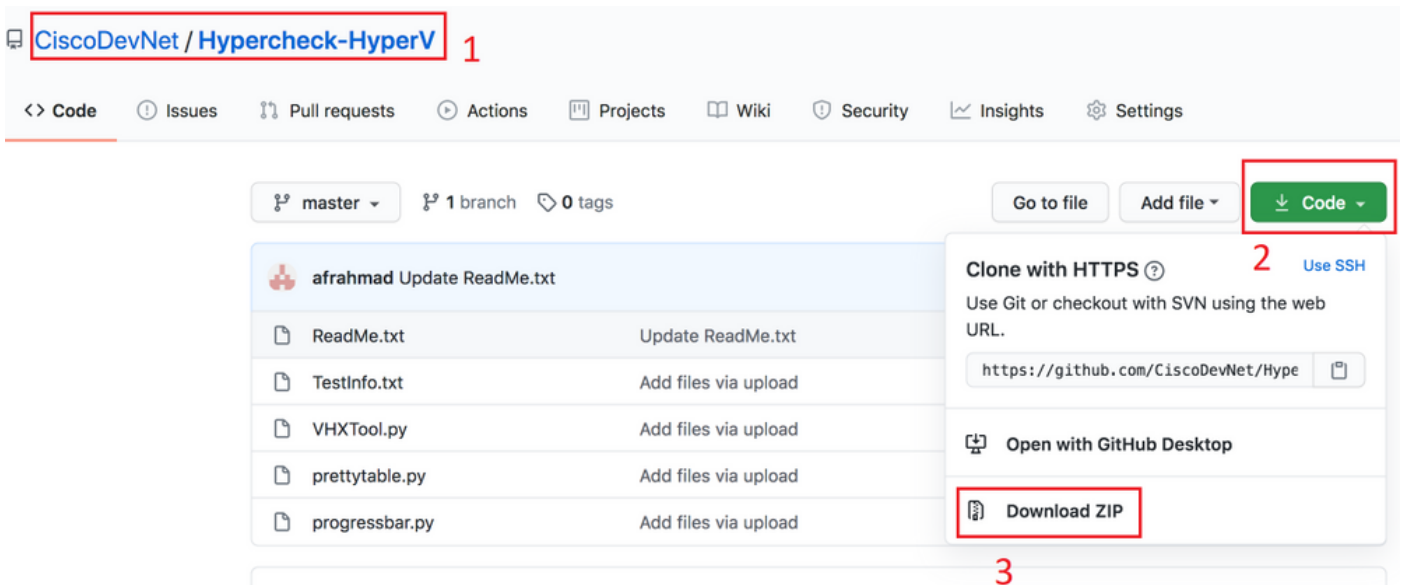 CiscoDevNet / Hypercheck-HyperV 1
<> Code Issues Pull requests Actions Projects Wiki Security Insights Settings
master 1 branch 0 tags Go to file Add file Code
2
afrahmad Update ReadMe.txt
ReadMe.txt Update ReadMe.txt
TestInfo.txt Add files via upload
VHXTool.py Add files via upload
prettytable.py Add files via upload
progressbar.py Add files via upload
Clone with HTTPS ? Use SSH
Use Git or checkout with SVN using the web
URL.
https://github.com/CiscoDevNet/Hype
Open with GitHub Desktop
Download ZIP
3